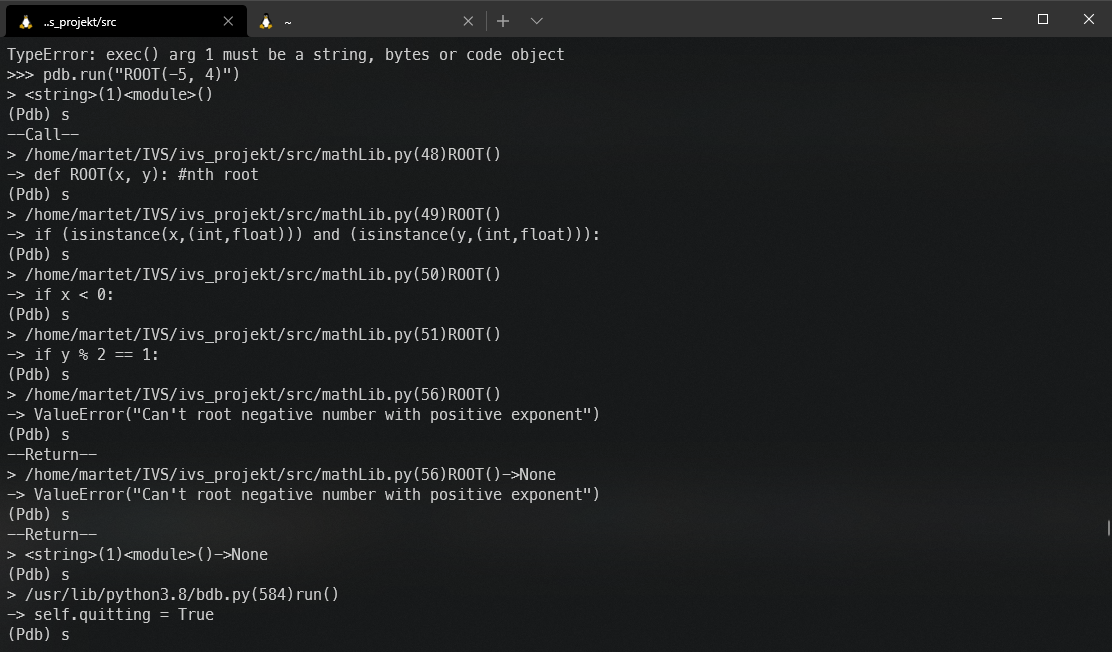 ..s_projekt/src
~
TypeError: exec() arg 1 must be a string, bytes or code object
>>> pdb.run("ROOT(-5, 4)")
> <string>(1)<module>()
(Pdb) s
--Call--
> /home/martet/IVS/ivs_projekt/src/mathLib.py(48)ROOT()
-> def ROOT(x, y): #nth root
(Pdb) s
> /home/martet/IVS/ivs_projekt/src/mathLib.py(49)ROOT()
-> if (isinstance(x,(int,float))) and (isinstance(y,(int,float))):
(Pdb) s
> /home/martet/IVS/ivs_projekt/src/mathLib.py(50)ROOT()
-> if x < 0:
(Pdb) s
> /home/martet/IVS/ivs_projekt/src/mathLib.py(51)ROOT()
-> if y % 2 == 1:
(Pdb) s
> /home/martet/IVS/ivs_projekt/src/mathLib.py(56)ROOT()
-> ValueError("Can't root negative number with positive exponent")
(Pdb) s
--Return--
> /home/martet/IVS/ivs_projekt/src/mathLib.py(56)ROOT()->None
-> ValueError("Can't root negative number with positive exponent")
(Pdb) s
--Return--
> <string>(1)<module>()->None
(Pdb) s
> /usr/lib/python3.8/bdb.py(584)run()
-> self.quitting = True
(Pdb) s